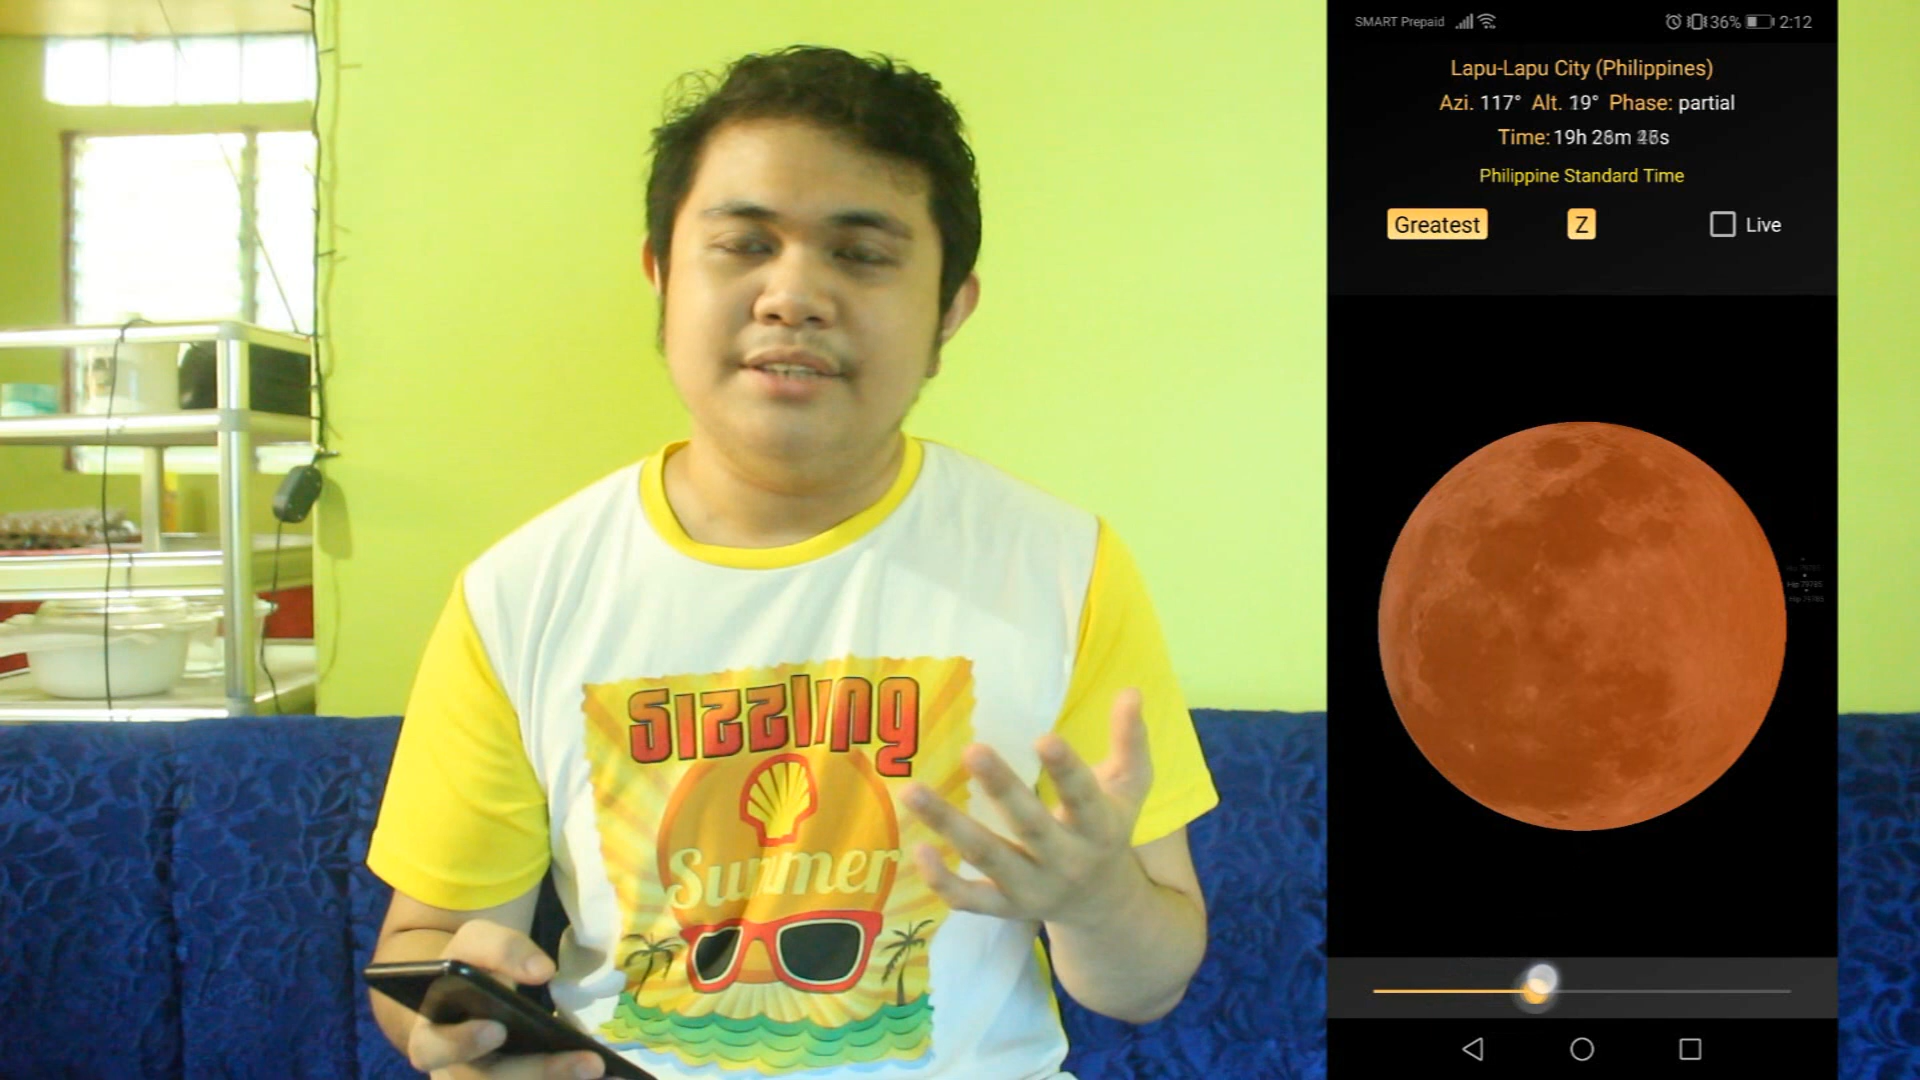 SMART Prepaid 36% 2:12
Lapu-Lapu City (Philippines)
Azi. 117° Alt. 19° Phase: partial
Time: 19h
Philippine Standard Time
Greatest Z Live
Sizzling
Summer